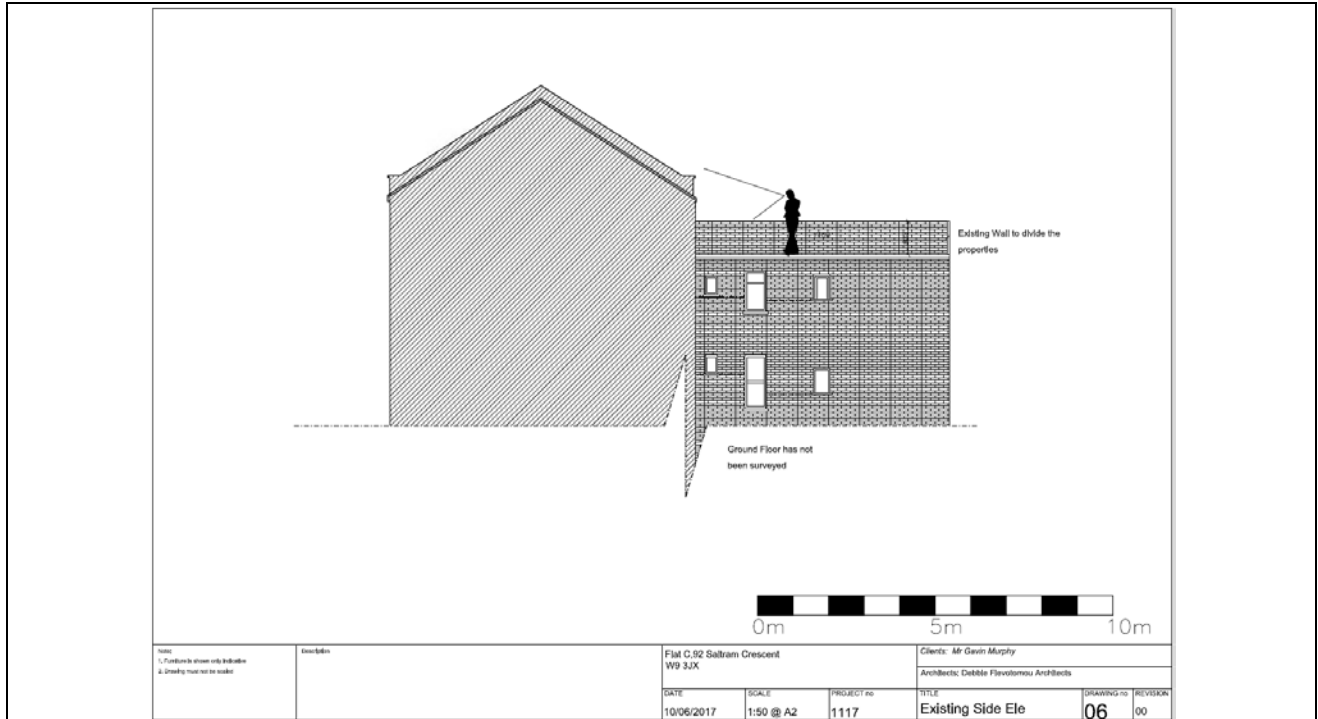 Existing Wall to divide the
properties
Ground Floor has not
been surveyed
0m 5m 10m
Note:
1. Furniture is shown only indicative
2. Drawing must not be scaled
Description
Flat C,92 Saltram Crescent
W9 3JX
Clients: Mr Gavin Murphy
Architects: Debbie Flevotomou Architects
DATE
10/06/2017
SCALE
1:50 @ A2
PROJECT no
1117
TITLE
Existing Side Ele
DRAWING no
06
REVISION
00